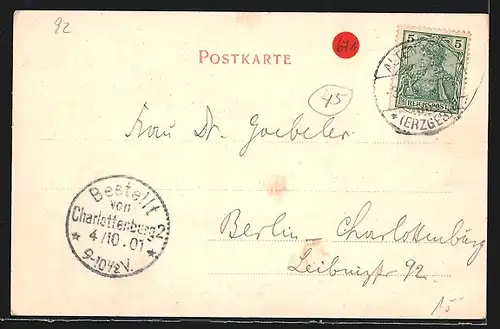 92
POSTKARTE
671
5 5
REICHSPOST
(ERZGEB.)
45
Frau Dr. Goebeler
Bestellt
von
Charlottenburg 2
4/10.01
9-10½V.
Berlin-Charlottenburg
Leibnizstr 92.
15